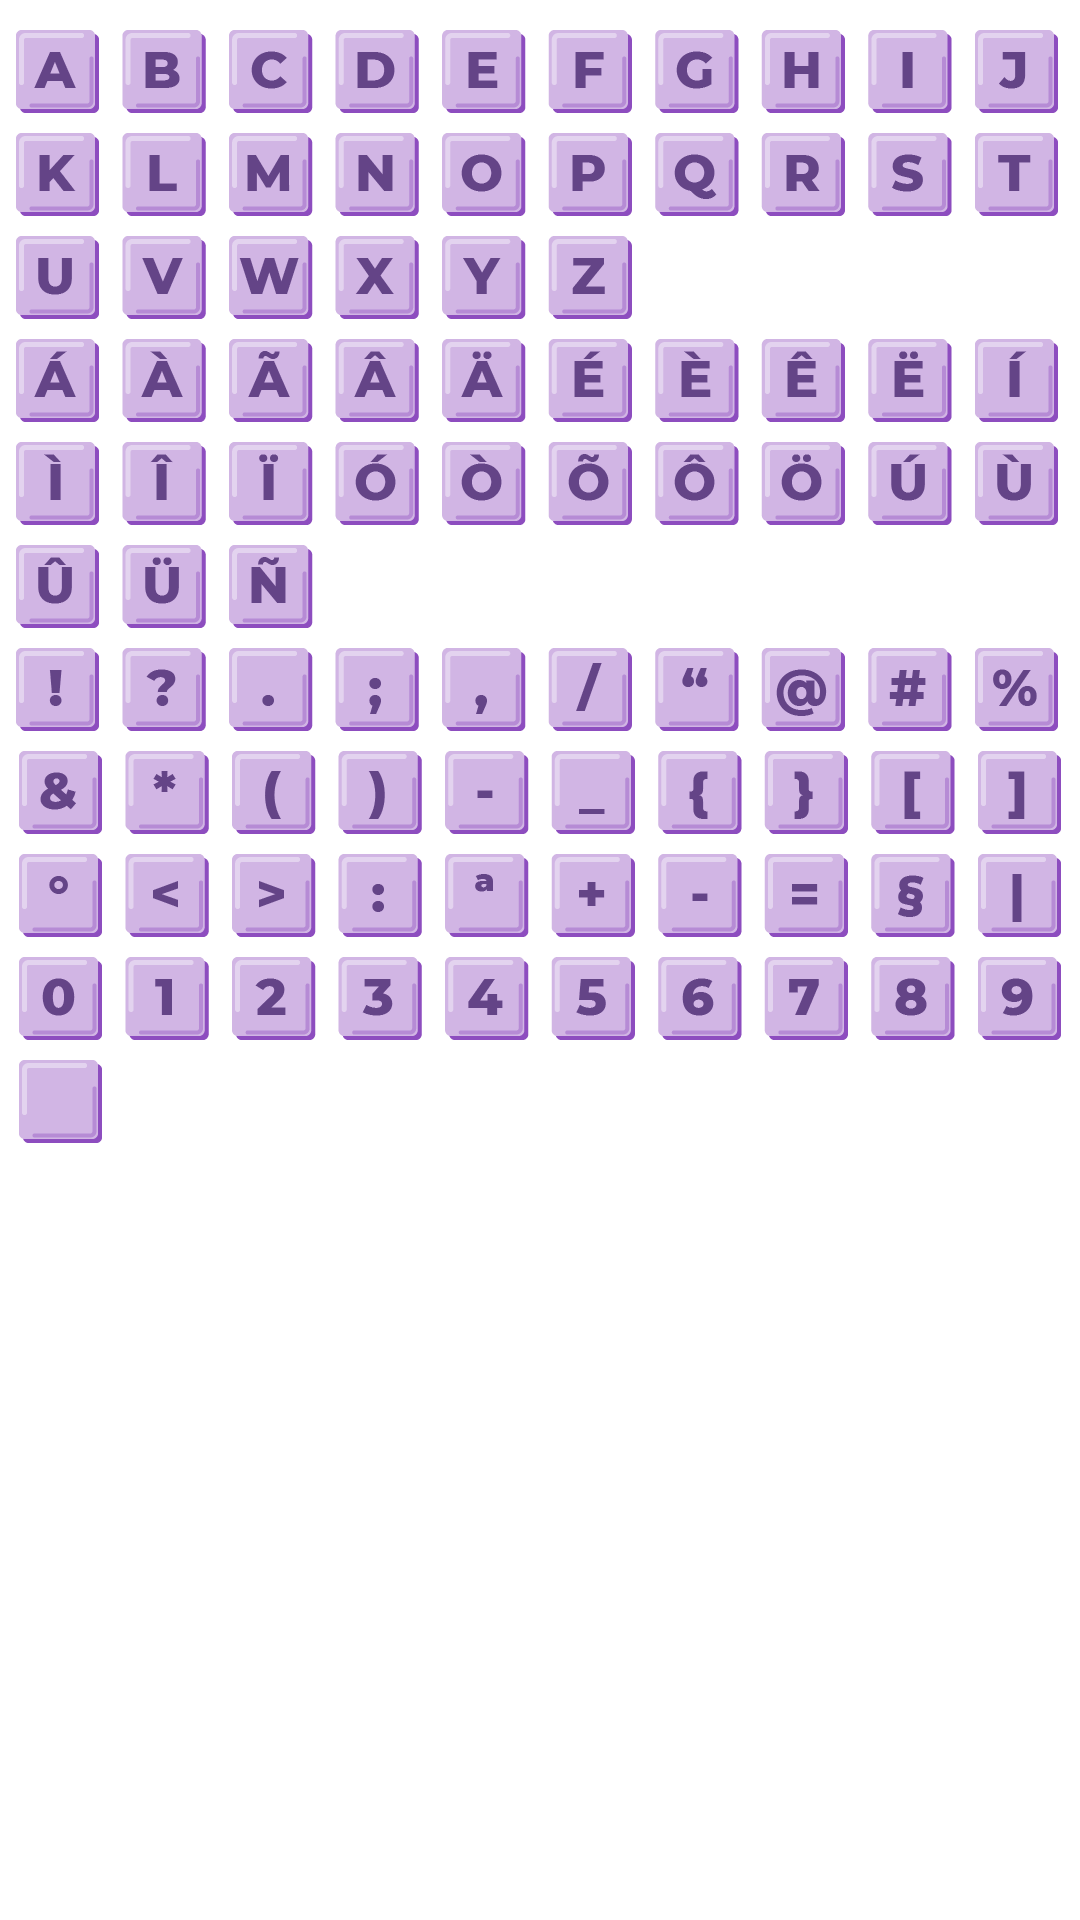 A B C D E F G H I J
K L M N O P Q R S T
U V W X Y Z
Á À Ã Â Ä É È Ê Ë Í
Ì Î Ï Ó Ò Õ Ô Ö Ú Ù
Û Ü Ñ
! ? . ; , / “ @ # %
& * ( ) - _ { } [ ]
° < > : ª + - = § |
0 1 2 3 4 5 6 7 8 9